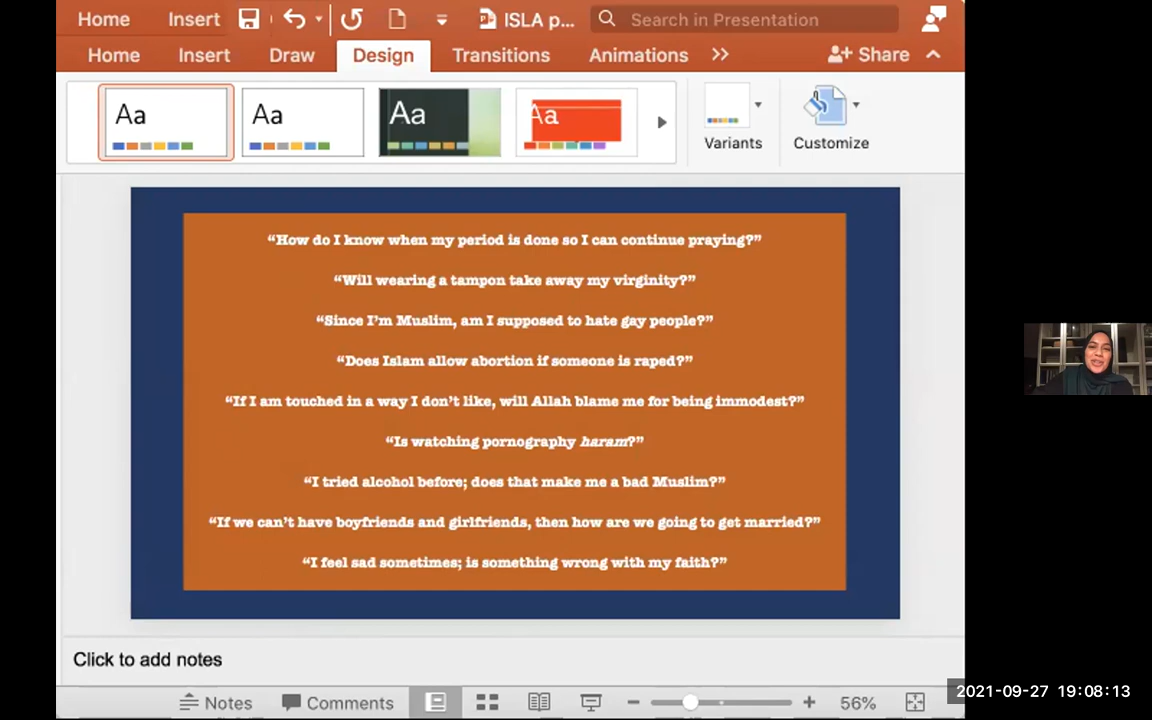 Home Insert ISLA p... Search in Presentation
Home Insert Draw Design Transitions Animations >> Share
Aa Aa Aa Aa
Variants Customize
“How do I know when my period is done so I can continue praying?”
“Will wearing a tampon take away my virginity?”
“Since I’m Muslim, am I supposed to hate gay people?”
“Does Islam allow abortion if someone is raped?”
“If I am touched in a way I don’t like, will Allah blame me for being immodest?”
“Is watching pornography haram?”
“I tried alcohol before; does that make me a bad Muslim?”
“If we can’t have boyfriends and girlfriends, then how are we going to get married?”
“I feel sad sometimes; is something wrong with my faith?”
Click to add notes
Notes Comments 56%
2021-09-27 19:08:13